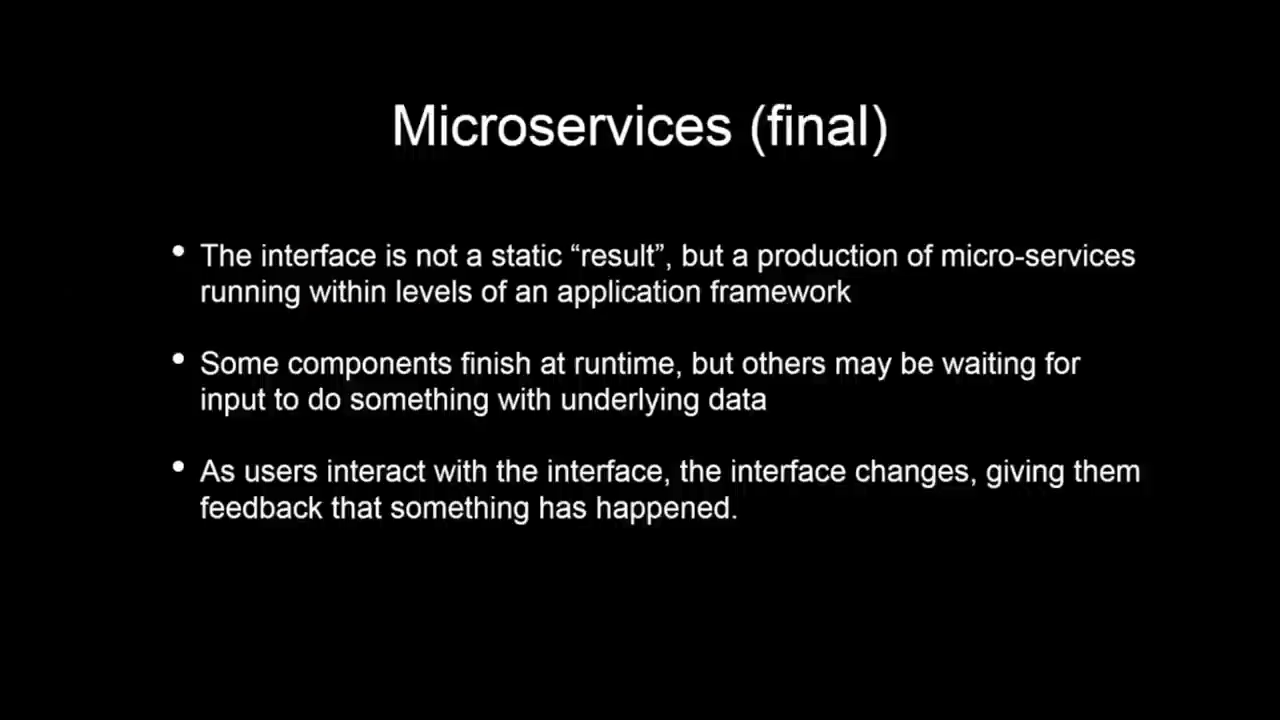 Microservices (final)
• The interface is not a static “result”, but a production of micro-services
running within levels of an application framework
• Some components finish at runtime, but others may be waiting for
input to do something with underlying data
• As users interact with the interface, the interface changes, giving them
feedback that something has happened.